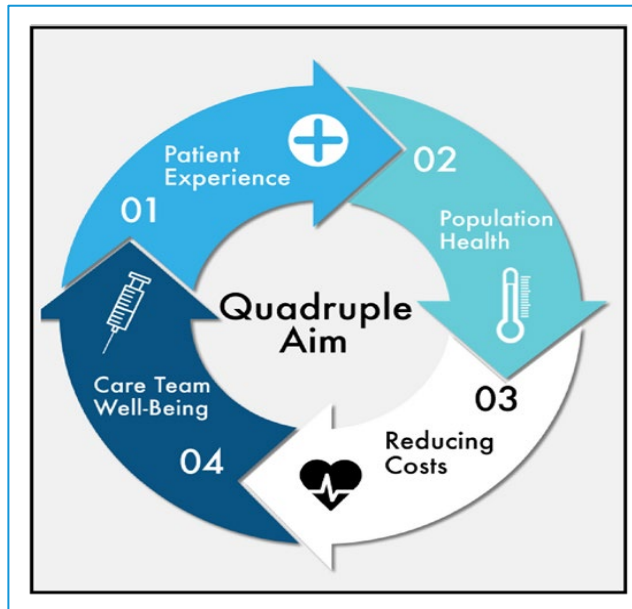 01
Patient
Experience
02
Population
Health
Quadruple
Aim
03
Reducing
Costs
04
Care Team
Well-Being